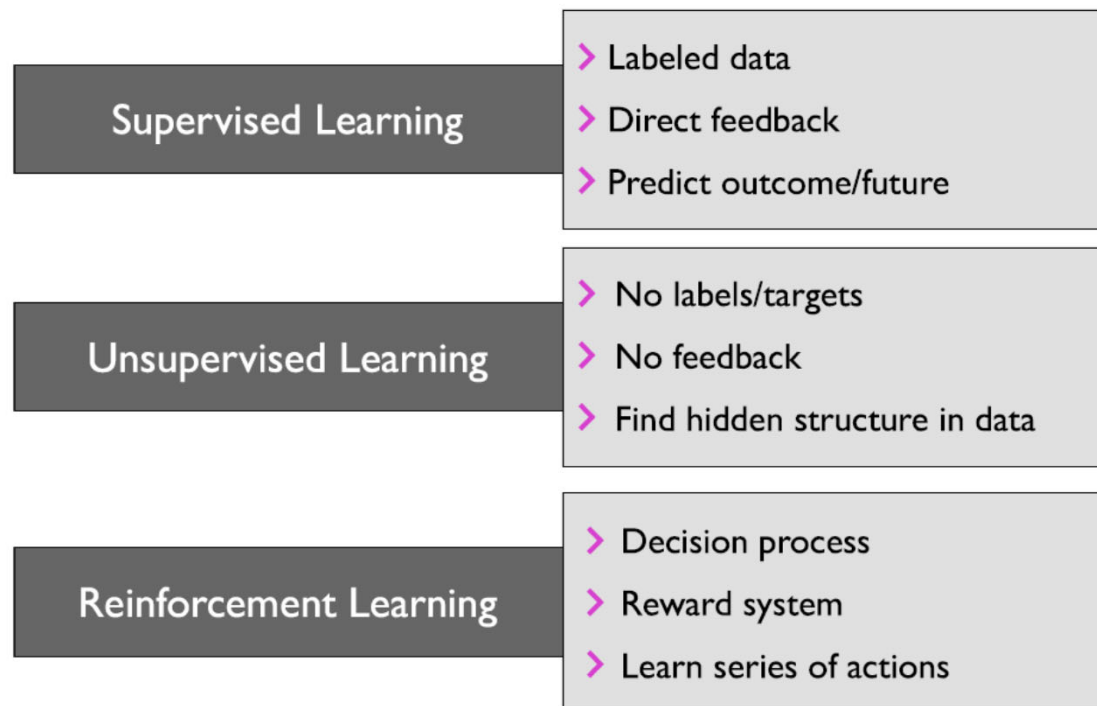 Supervised Learning
Labeled data
Direct feedback
Predict outcome/future
Unsupervised Learning
No labels/targets
No feedback
Find hidden structure in data
Reinforcement Learning
Decision process
Reward system
Learn series of actions